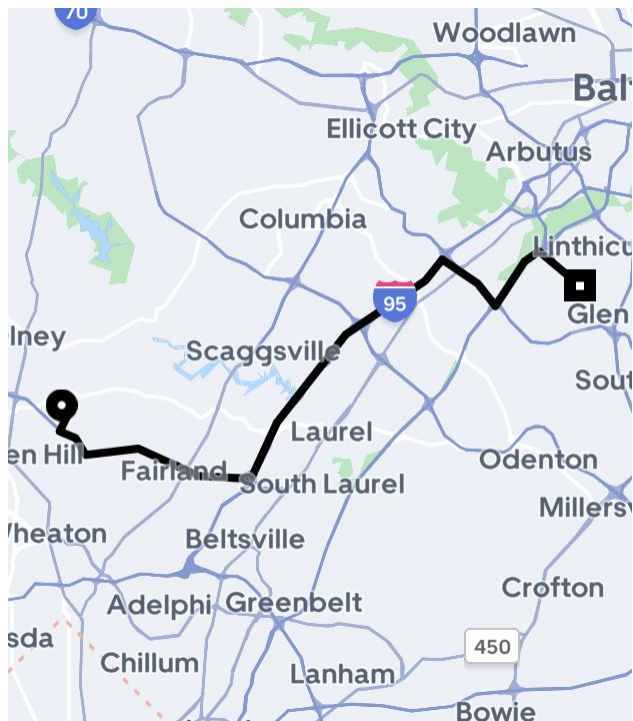 70
Woodlawn
Balt
Ellicott City
Arbutus
Columbia
Linthicu
95
Glen
lney
Scaggsville
Sout
Laurel
en Hill
Fairland
Odenton
South Laurel
Millersv
Wheaton
Beltsville
Crofton
Adelphi
Greenbelt
sda
450
Chillum
Lanham
Bowie